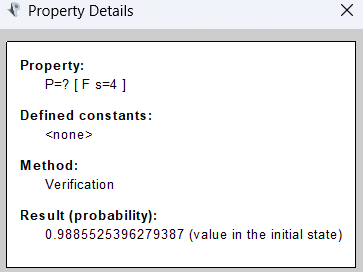 Property Details
Property:
P=? [ F s=4 ]
Defined constants:
<none>
Method:
Verification
Result (probability):
0.9885525396279387 (value in the initial state)